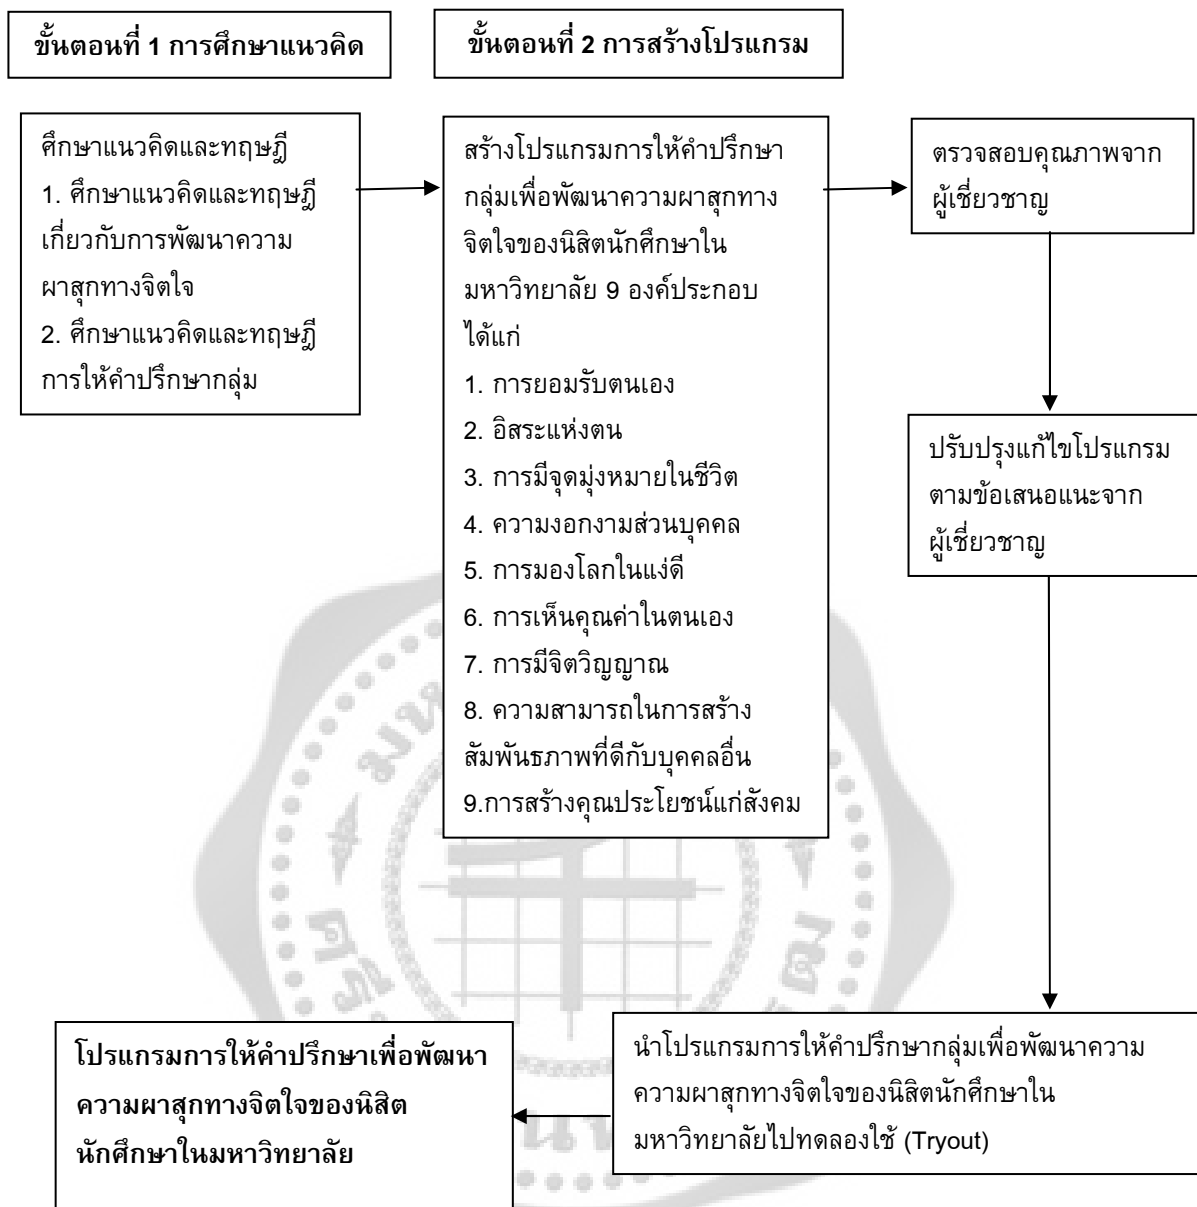 ขั้นตอนที่ 1 การศึกษาแนวคิด
ขั้นตอนที่ 2 การสร้างโปรแกรม
ศึกษาแนวคิดและทฤษฎี
1. ศึกษาแนวคิดและทฤษฎี
เกี่ยวกับการพัฒนาความ
ผาสุกทางจิตใจ
2. ศึกษาแนวคิดและทฤษฎี
การให้คำปรึกษากลุ่ม
สร้างโปรแกรมการให้คำปรึกษา
กลุ่มเพื่อพัฒนาความผาสุกทาง
จิตใจของนิสิตนักศึกษาใน
มหาวิทยาลัย 9 องค์ประกอบ
ได้แก่
1. การยอมรับตนเอง
2. อิสระแห่งตน
3. การมีจุดมุ่งหมายในชีวิต
4. ความงอกงามส่วนบุคคล
5. การมองโลกในแง่ดี
6. การเห็นคุณค่าในตนเอง
7. การมีจิตวิญญาณ
8. ความสามารถในการสร้าง
สัมพันธภาพที่ดีกับบุคคลอื่น
9.การสร้างคุณประโยชน์แก่สังคม
ตรวจสอบคุณภาพจาก
ผู้เชี่ยวชาญ
ปรับปรุงแก้ไขโปรแกรม
ตามข้อเสนอแนะจาก
ผู้เชี่ยวชาญ
นำโปรแกรมการให้คำปรึกษากลุ่มเพื่อพัฒนาความ
ความผาสุกทางจิตใจของนิสิตนักศึกษาใน
มหาวิทยาลัยไปทดลองใช้ (Tryout)
โปรแกรมการให้คำปรึกษาเพื่อพัฒนา
ความผาสุกทางจิตใจของนิสิต
นักศึกษาในมหาวิทยาลัย